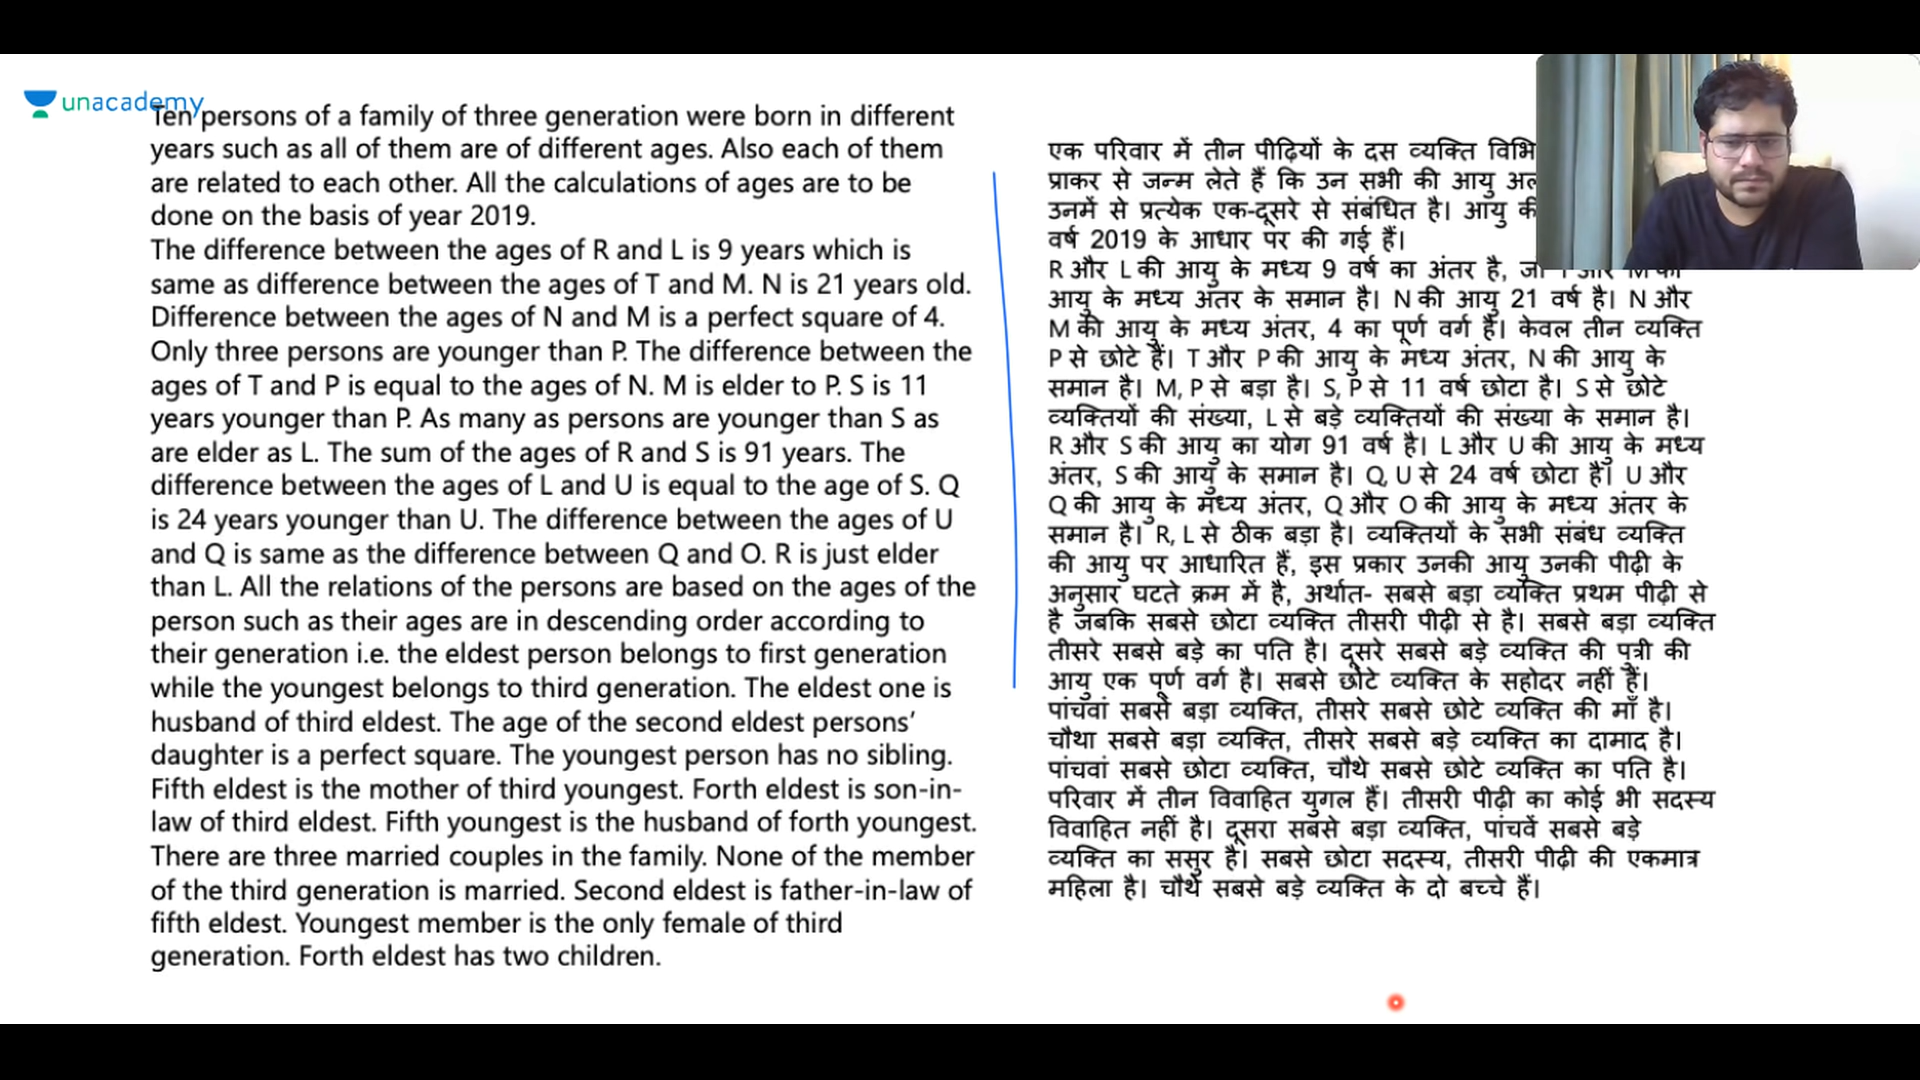 unacademy
Ten persons of a family of three generation were born in different
years such as all of them are of different ages. Also each of them
are related to each other. All the calculations of ages are to be
done on the basis of year 2019.
The difference between the ages of R and L is 9 years which is
same as difference between the ages of T and M. N is 21 years old.
Difference between the ages of N and M is a perfect square of 4.
Only three persons are younger than P. The difference between the
ages of T and P is equal to the ages of N. M is elder to P. S is 11
years younger than P. As many as persons are younger than S as
are elder as L. The sum of the ages of R and S is 91 years. The
difference between the ages of L and U is equal to the age of S. Q
is 24 years younger than U. The difference between the ages of U
and Q is same as the difference between Q and O. R is just elder
than L. All the relations of the persons are based on the ages of the
person such as their ages are in descending order according to
their generation i.e. the eldest person belongs to first generation
while the youngest belongs to third generation. The eldest one is
husband of third eldest. The age of the second eldest persons’
daughter is a perfect square. The youngest person has no sibling.
Fifth eldest is the mother of third youngest. Forth eldest is son-in-
law of third eldest. Fifth youngest is the husband of forth youngest.
There are three married couples in the family. None of the member
of the third generation is married. Second eldest is father-in-law of
fifth eldest. Youngest member is the only female of third
generation. Forth eldest has two children.
एक परिवार में तीन पीढ़ियों के दस व्यक्ति
प्राकर से जन्म लेते हैं कि उन सभी की आयु
उनमें से प्रत्येक एक-दूसरे से संबंधित है। आयु
वर्ष 2019 के आधार पर की गई हैं।
R और L की आयु के मध्य 9 वर्ष का अंतर है,
आयु के मध्य अंतर के समान है। N की आयु 21 वर्ष है। N और
M की आयु के मध्य अंतर, 4 का पूर्ण वर्ग है। केवल तीन व्यक्ति
P से छोटे हैं। T और P की आयु के मध्य अंतर, N की आयु के
समान है। M, P से बड़ा है। S, P से 11 वर्ष छोटा है। S से छोटे
व्यक्तियों की संख्या, L से बड़े व्यक्तियों की संख्या के समान है।
R और S की आयु का योग 91 वर्ष है। L और U की आयु के मध्य
अंतर, S की आयु के समान है। Q, U से 24 वर्ष छोटा है। U और
Q की आयु के मध्य अंतर, Q और O की आयु के मध्य अंतर के
समान है। R, L से ठीक बड़ा है। व्यक्तियों के सभी संबंध व्यक्ति
की आयु पर आधारित हैं, इस प्रकार उनकी आयु उनकी पीढ़ी के
अनुसार घटते क्रम में है, अर्थात- सबसे बड़ा व्यक्ति प्रथम पीढ़ी से
है जबकि सबसे छोटा व्यक्ति तीसरी पीढ़ी से है। सबसे बड़ा व्यक्ति
तीसरे सबसे बड़े का पति है। दूसरे सबसे बड़े व्यक्ति की पुत्री की
आयु एक पूर्ण वर्ग है। सबसे छोटे व्यक्ति के सहोदर नहीं हैं।
पांचवां सबसे बड़ा व्यक्ति, तीसरे सबसे छोटे व्यक्ति की माँ है।
चौथा सबसे बड़ा व्यक्ति, तीसरे सबसे बड़े व्यक्ति का दामाद है।
पांचवां सबसे छोटा व्यक्ति, चौथे सबसे छोटे व्यक्ति का पति है।
परिवार में तीन विवाहित युगल हैं। तीसरी पीढ़ी का कोई भी सदस्य
विवाहित नहीं है। दूसरा सबसे बड़ा व्यक्ति, पांचवें सबसे बड़े
व्यक्ति का ससुर है। सबसे छोटा सदस्य, तीसरी पीढ़ी की एकमात्र
महिला है। चौथे सबसे बड़े व्यक्ति के दो बच्चे हैं।